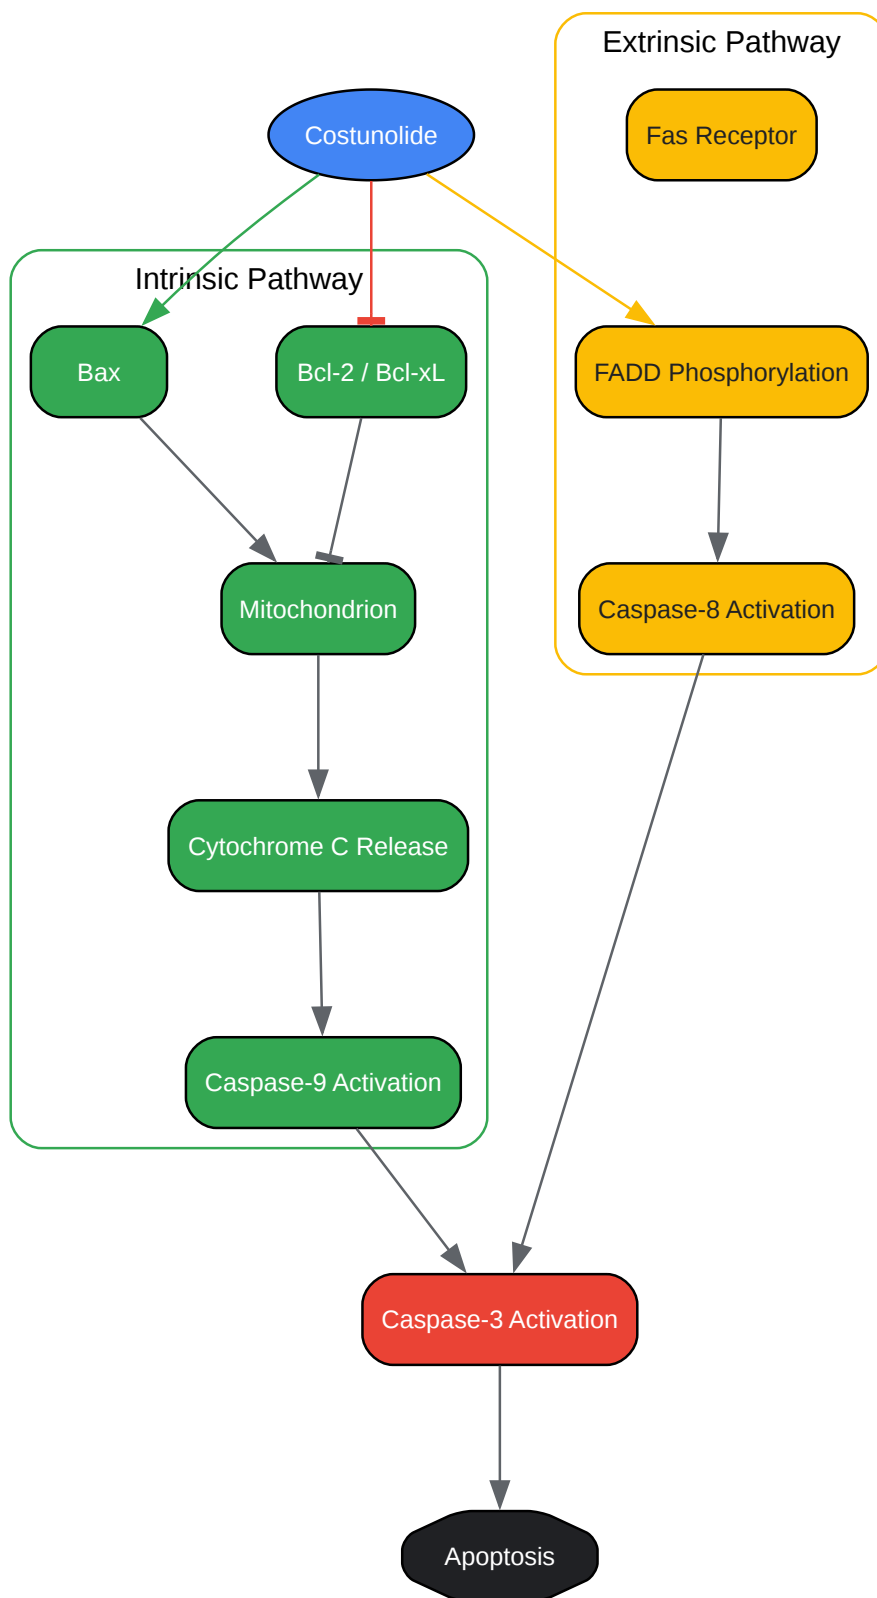 Extrinsic Pathway
Costunolide
Fas Receptor
Intrinsic Pathway
Bax
Bcl-2 / Bcl-xL
FADD Phosphorylation
Mitochondrion
Caspase-8 Activation
Cytochrome C Release
Caspase-9 Activation
Caspase-3 Activation
Apoptosis